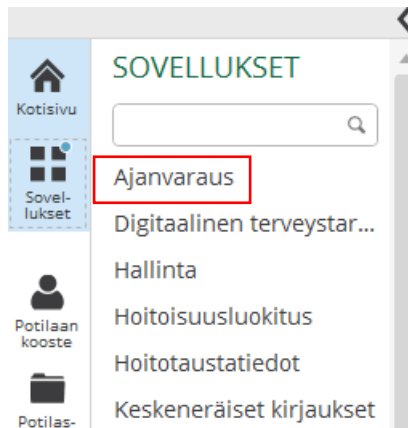 Kotisivu
Sovel-
lukset
Potilaan
kooste
Potilas-
SOVELLUKSET
Ajanvaraus
Digitaalinen terveystar...
Hallinta
Hoitoisuusluokitus
Hoitotaustatiedot
Keskeneräiset kirjaukset